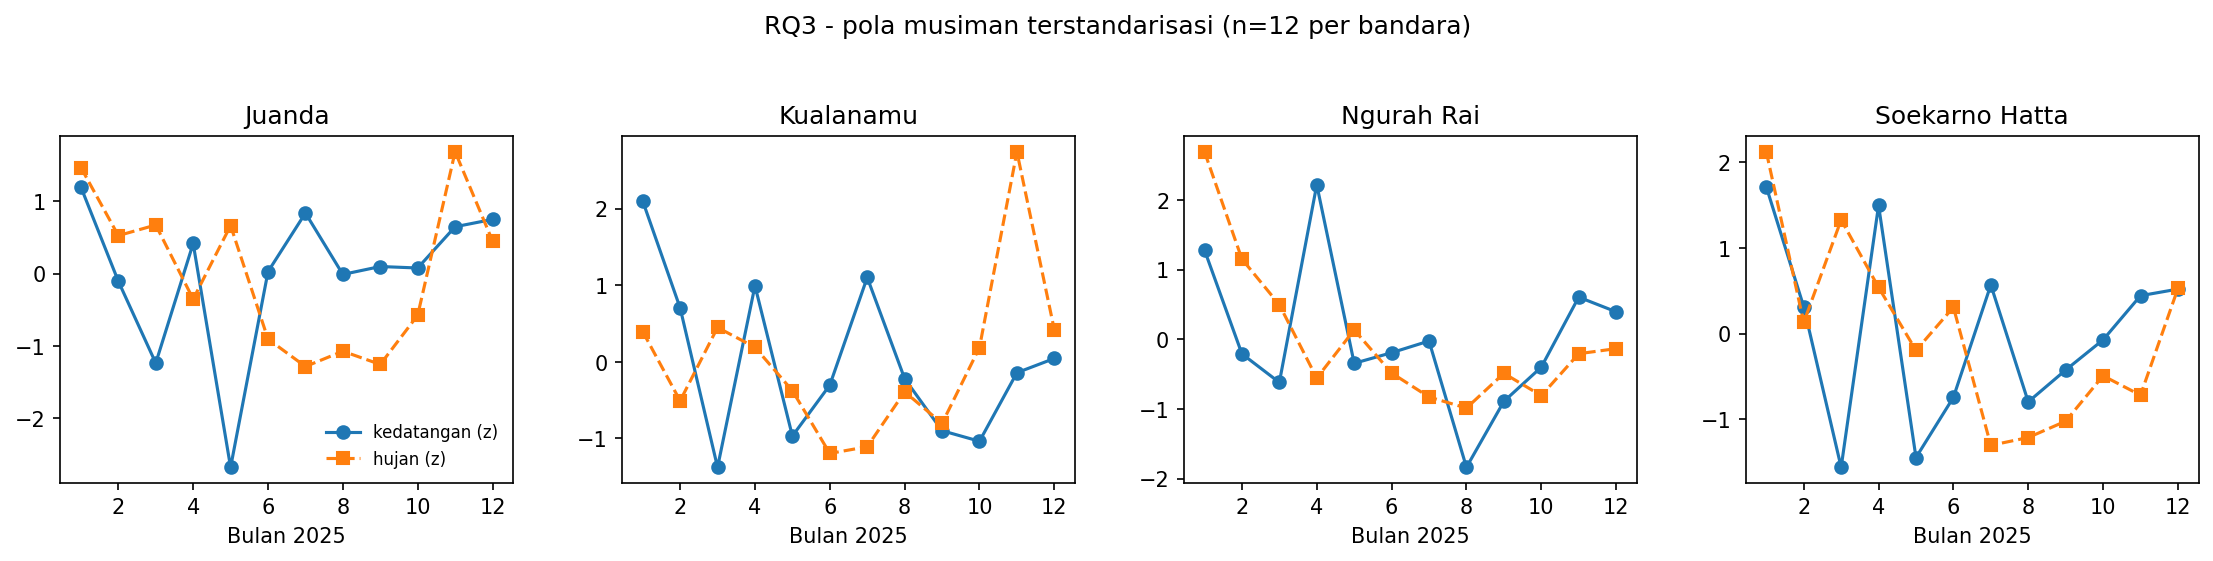 RQ3 - pola musiman terstandarisasi (n=12 per bandara)
Juanda
1
0
−1
−2
kedatangan (z)
hujan (z)
2 4 6 8 10 12
Bulan 2025
Kualanamu
2
1
0
−1
2 4 6 8 10 12
Bulan 2025
Ngurah Rai
2
1
0
−1
−2
2 4 6 8 10 12
Bulan 2025
Soekarno Hatta
2
1
0
−1
2 4 6 8 10 12
Bulan 2025